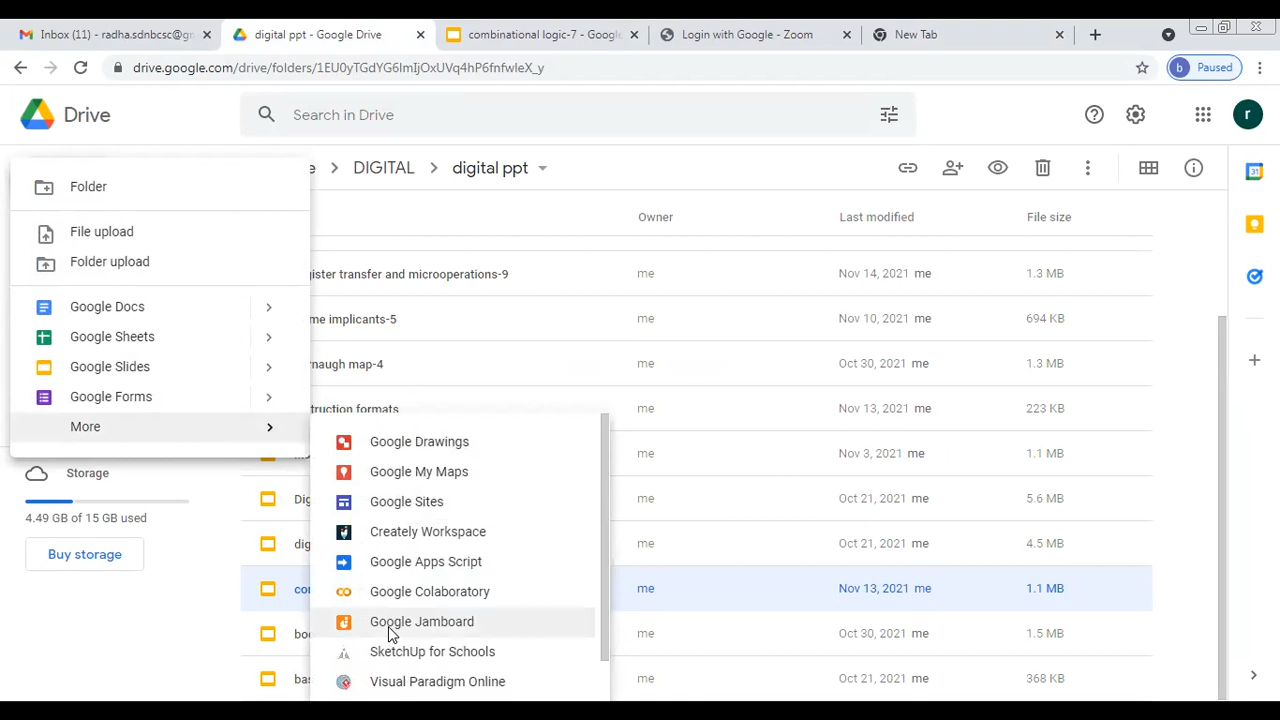 Inbox (11) - radha.sdnbcsc@gn
digital ppt - Google Drive
combinational logic-7 - Google
Login with Google - Zoom
New Tab
drive.google.com/drive/folders/1EU0yTGdYG6lmIjOxUVq4hP6fnfwleX_y
b Paused
Drive
Search in Drive
r
e
DIGITAL
digital ppt
Folder
File upload
Folder upload
Google Docs
Google Sheets
Google Slides
Google Forms
More
Storage
4.49 GB of 15 GB used
Buy storage
Owner Last modified File size
gister transfer and microoperations-9 me Nov 14, 2021 me 1.3 MB
me implicants-5 me Nov 10, 2021 me 694 KB
rnaugh map-4 me Oct 30, 2021 me 1.3 MB
truction formats me Nov 13, 2021 me 223 KB
me Nov 3, 2021 me 1.1 MB
Dig me Oct 21, 2021 me 5.6 MB
dig me Oct 21, 2021 me 4.5 MB
co me Nov 13, 2021 me 1.1 MB
boo me Oct 30, 2021 me 1.5 MB
bas me Oct 21, 2021 me 368 KB
Google Drawings
Google My Maps
Google Sites
Creately Workspace
Google Apps Script
Google Colaboratory
Google Jamboard
SketchUp for Schools
Visual Paradigm Online
31